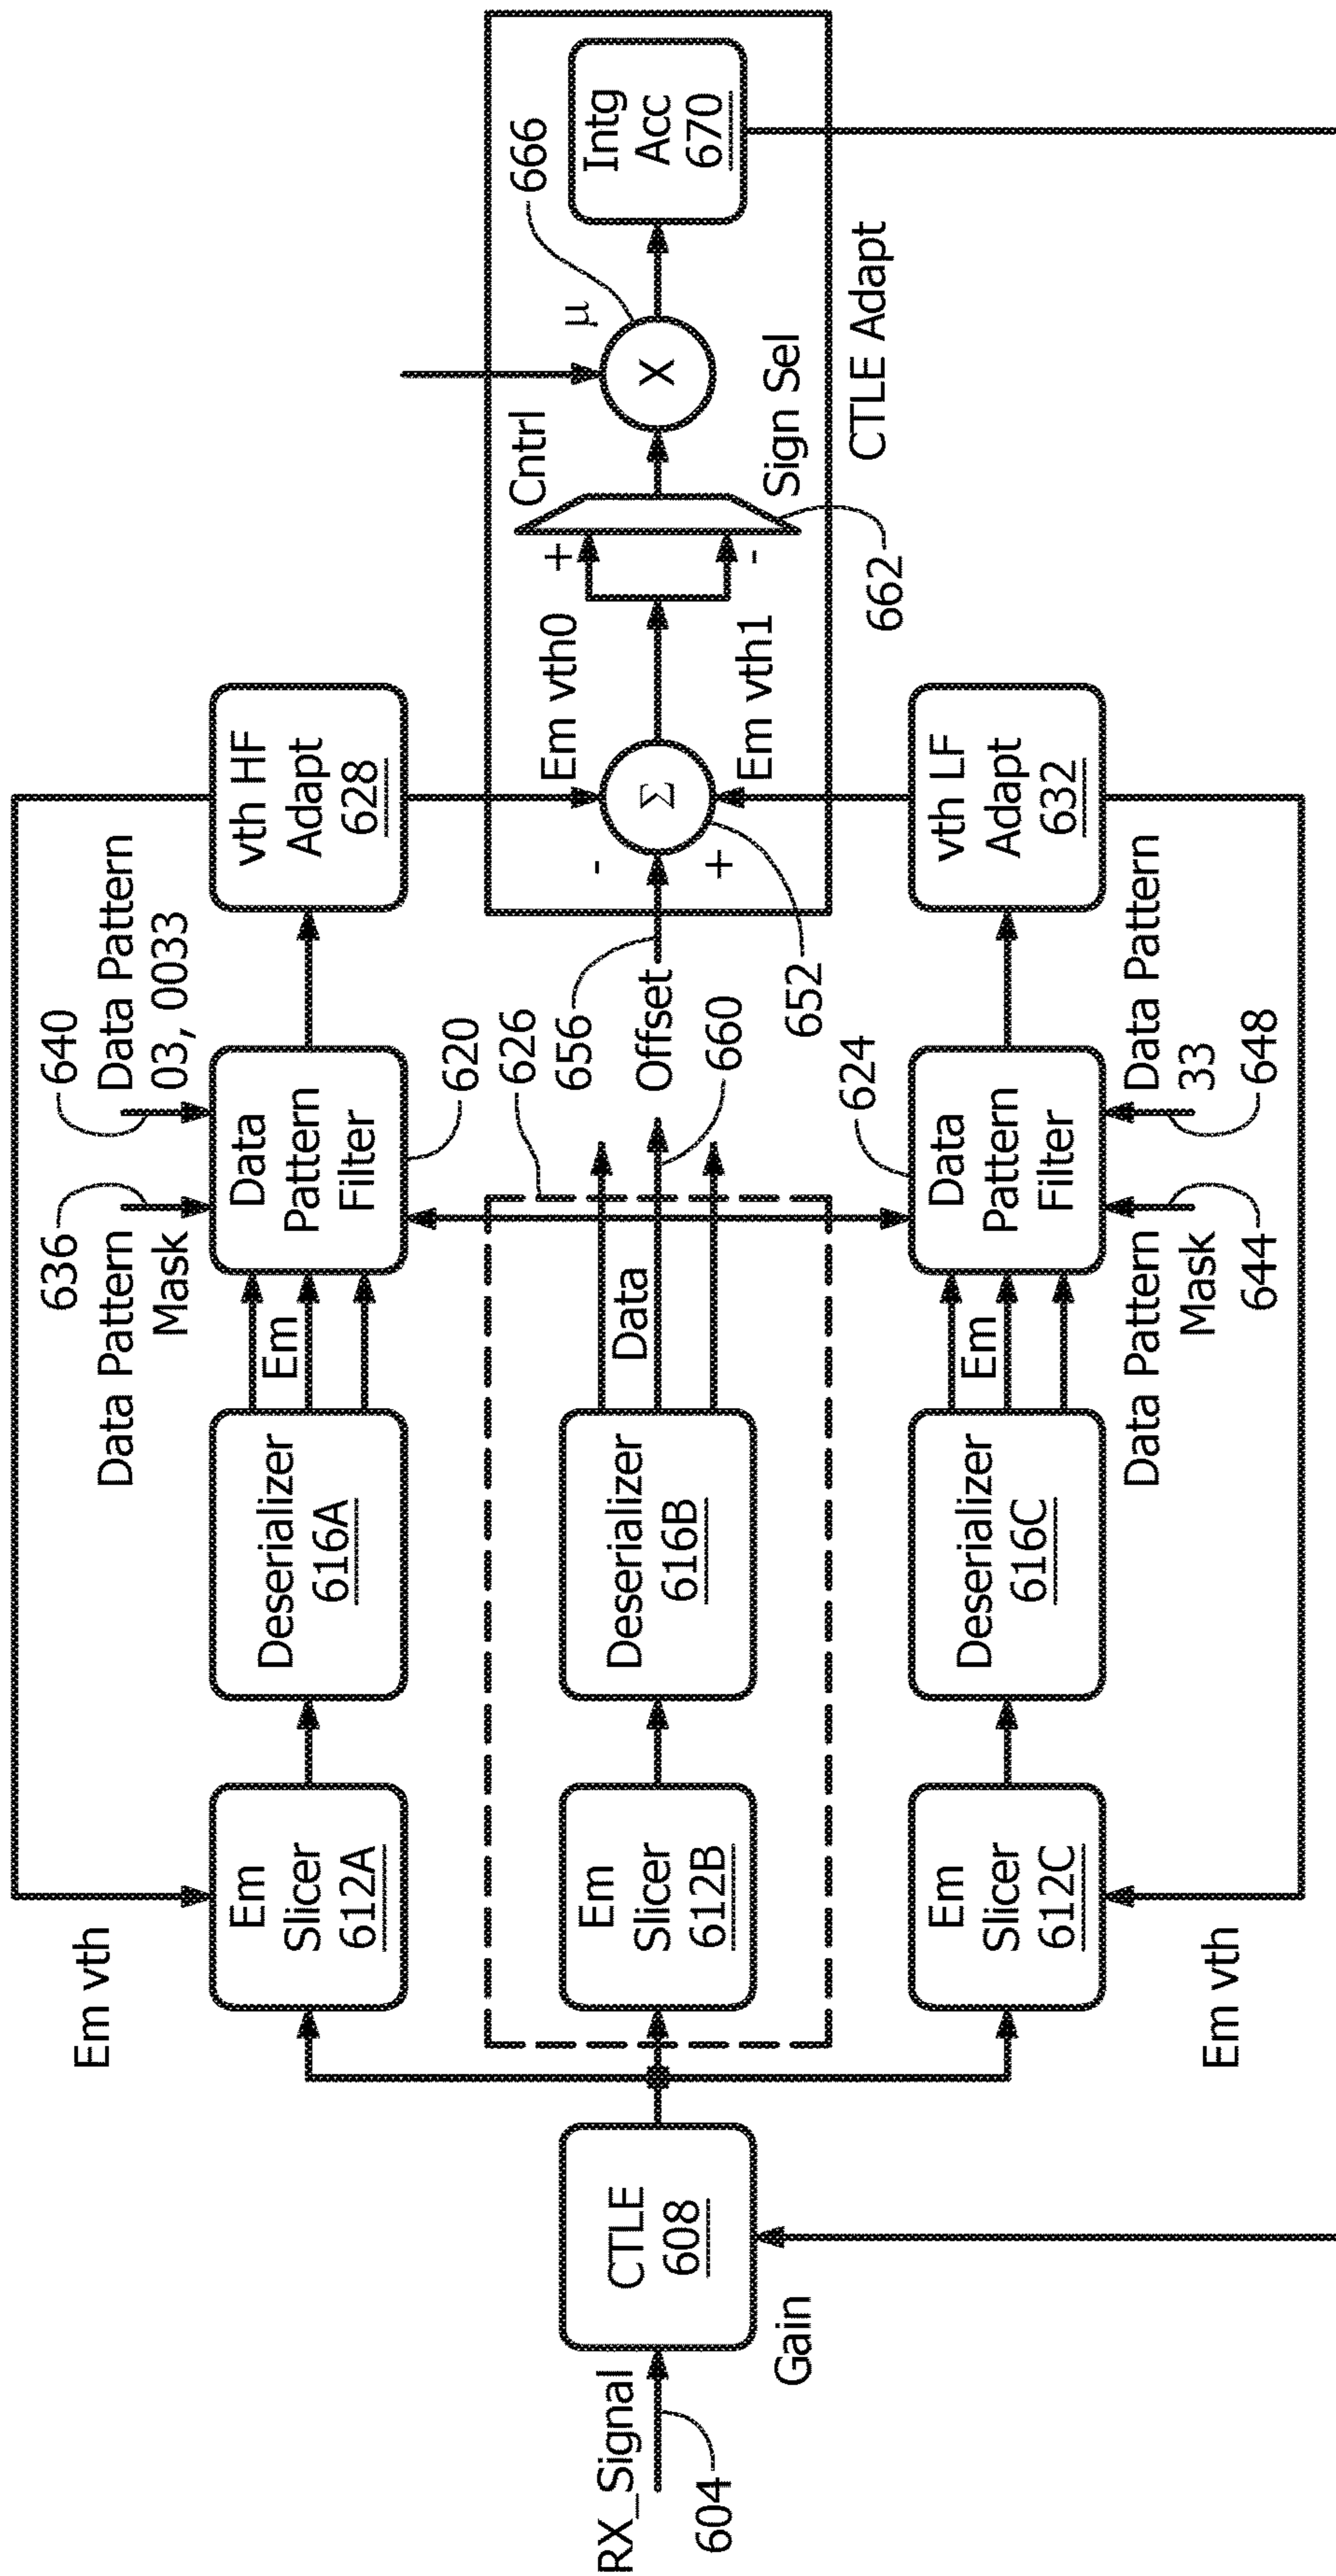 Em vth
636
640
Data Pattern
Mask
Data Pattern
03, 0033
Em
Slicer
612A
Deserializer
616A
Em
Data
Pattern
Filter
vth HF
Adapt
628
620
626
656
Offset
660
Em vth0
Cntrl
μ
666
RX_Signal
604
CTLE
608
Gain
Em
Slicer
612B
Deserializer
616B
Data
-
Σ
+
652
+
-
X
Intg
Acc
670
Em vth1
Sign Sel
662
CTLE Adapt
624
Em
Slicer
612C
Deserializer
616C
Em
Data
Pattern
Filter
vth LF
Adapt
632
Data Pattern
Mask
644
Data Pattern
33
648
Em vth